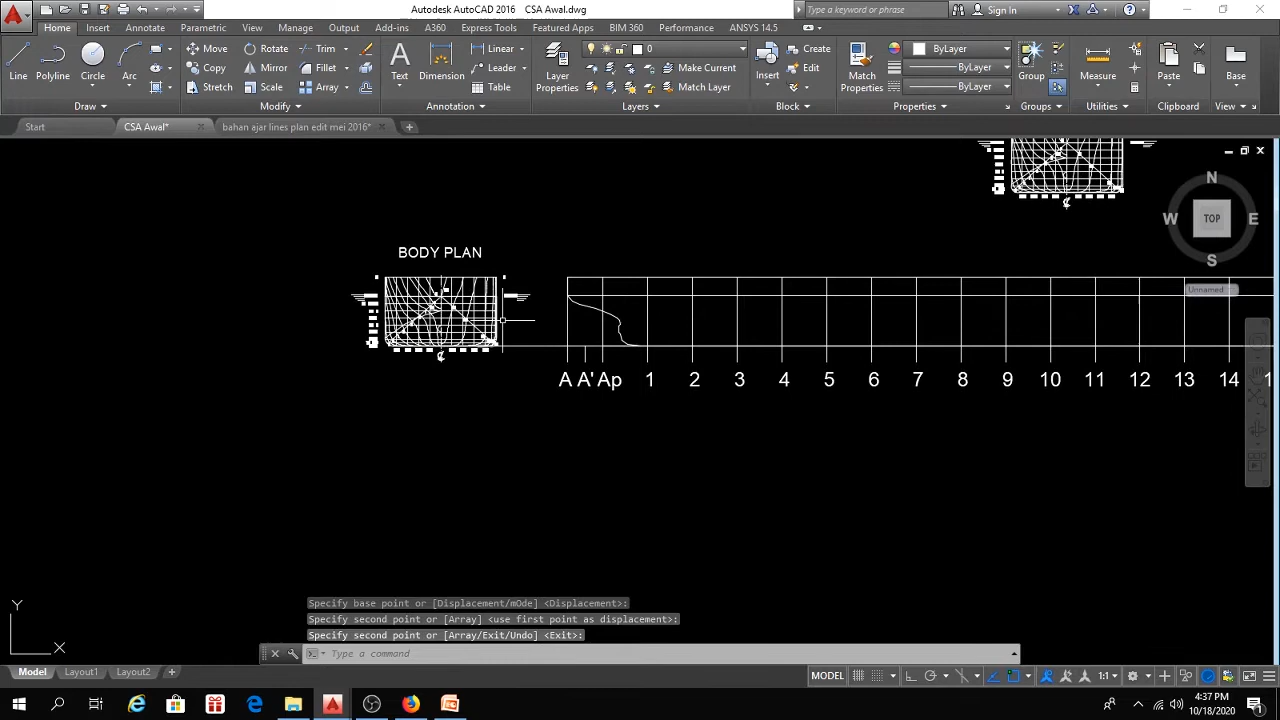 Autodesk AutoCAD 2016 CSA Awal.dwg
Type a keyword or phrase
Sign In
Home Insert Annotate Parametric View Manage Output Add-ins A360 Express Tools Featured Apps BIM 360 Performance ANSYS 14.5
Line Polyline Circle Arc
Move Rotate Trim
Copy Mirror Fillet
Stretch Scale Array
Text Dimension
Linear
Leader
Table
Layer Properties
0
Make Current
Match Layer
Insert
Create
Edit
Match Properties
ByLayer
ByLayer
ByLayer
Group
Measure
Paste
Base
Draw Modify Annotation Layers Block Properties Groups Utilities Clipboard View
Start CSA Awal* bahan ajar lines plan edit mei 2016*
N
W TOP E
S
Unnamed
BODY PLAN
A A' Ap 1 2 3 4 5 6 7 8 9 10 11 12 13 14 1
Y
X
Specify base point or [Displacement/mOde] <Displacement>:
Specify second point or [Array] <use first point as displacement>:
Specify second point or [Array/Exit/Undo] <Exit>:
Type a command
Model Layout1 Layout2
MODEL 1:1
4:37 PM
10/18/2020